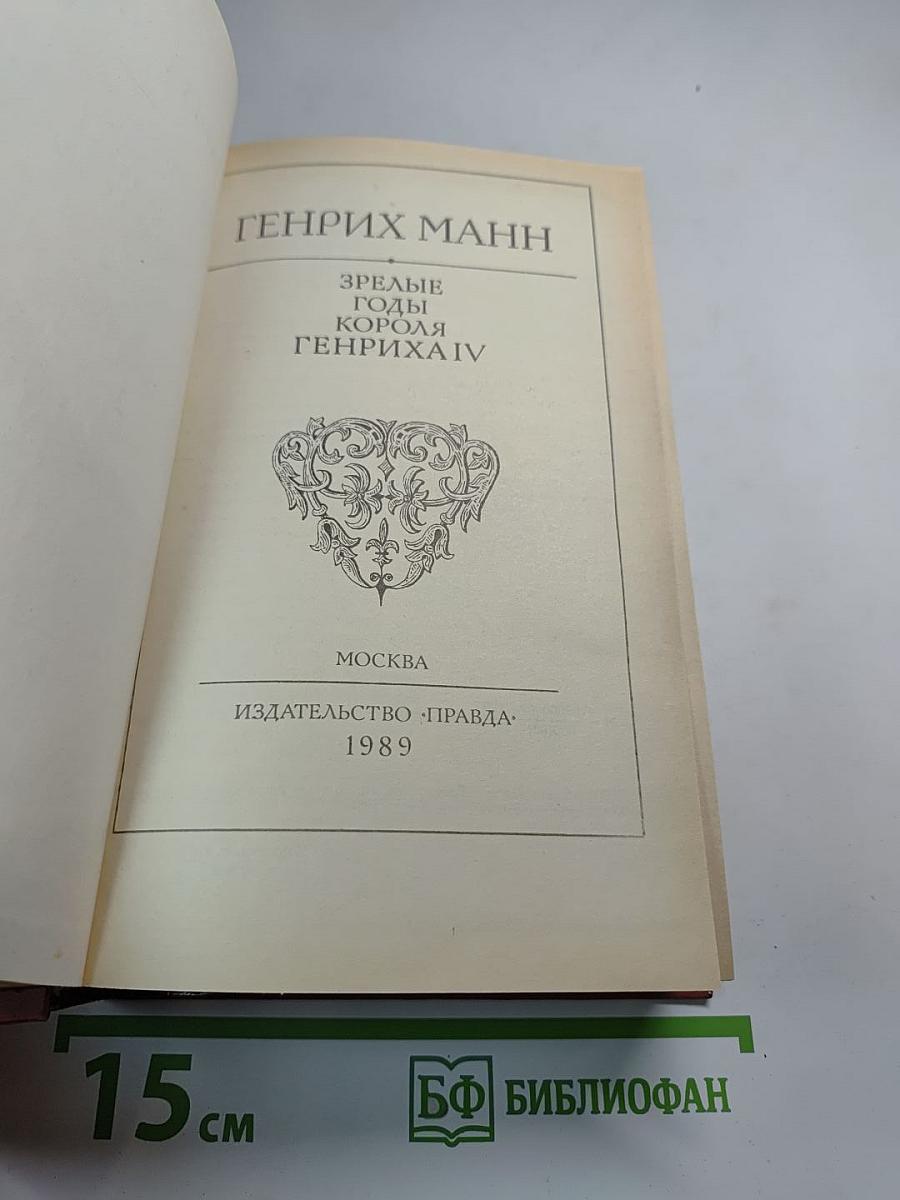 ГЕНРИХ МАНН
ЗРЕЛЫЕ
ГОДЫ
КОРОЛЯ
ГЕНРИХА IV
МОСКВА
ИЗДАТЕЛЬСТВО «ПРАВДА»
1989
15 см
БФ БИБЛИОФАН